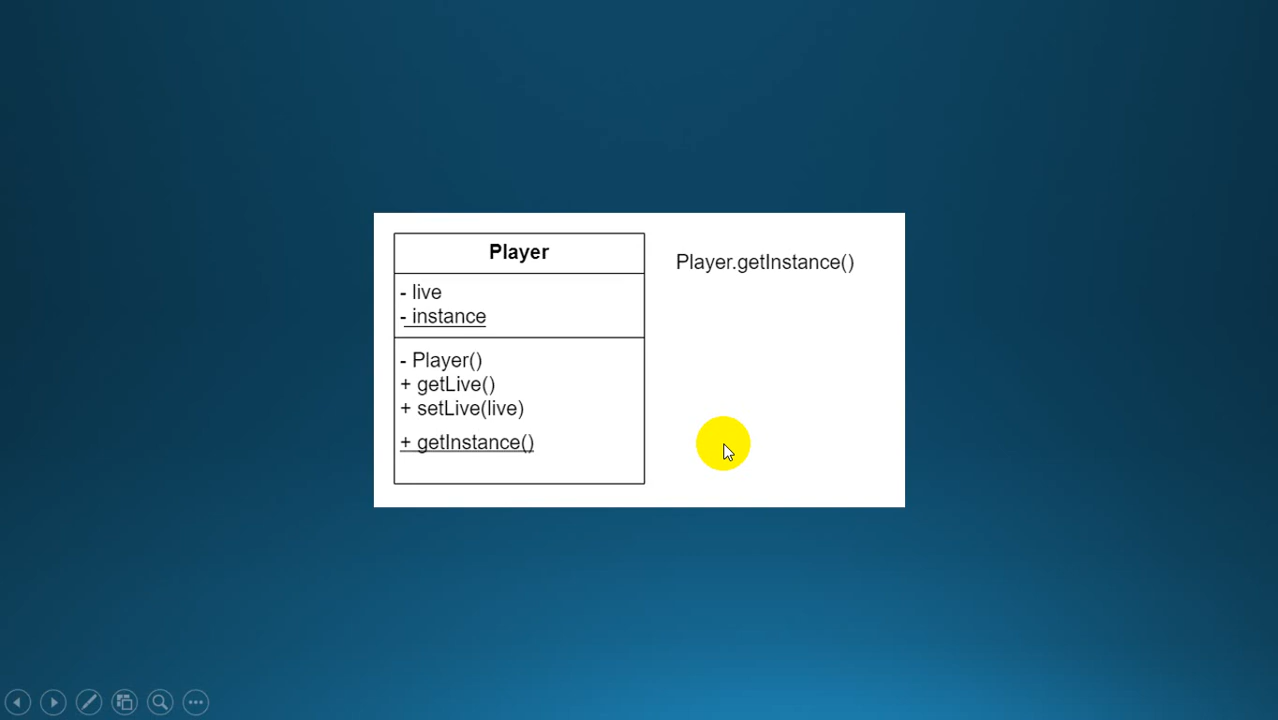 Player
- live
- instance
- Player()
+ getLive()
+ setLive(live)
+ getInstance()
Player.getInstance()